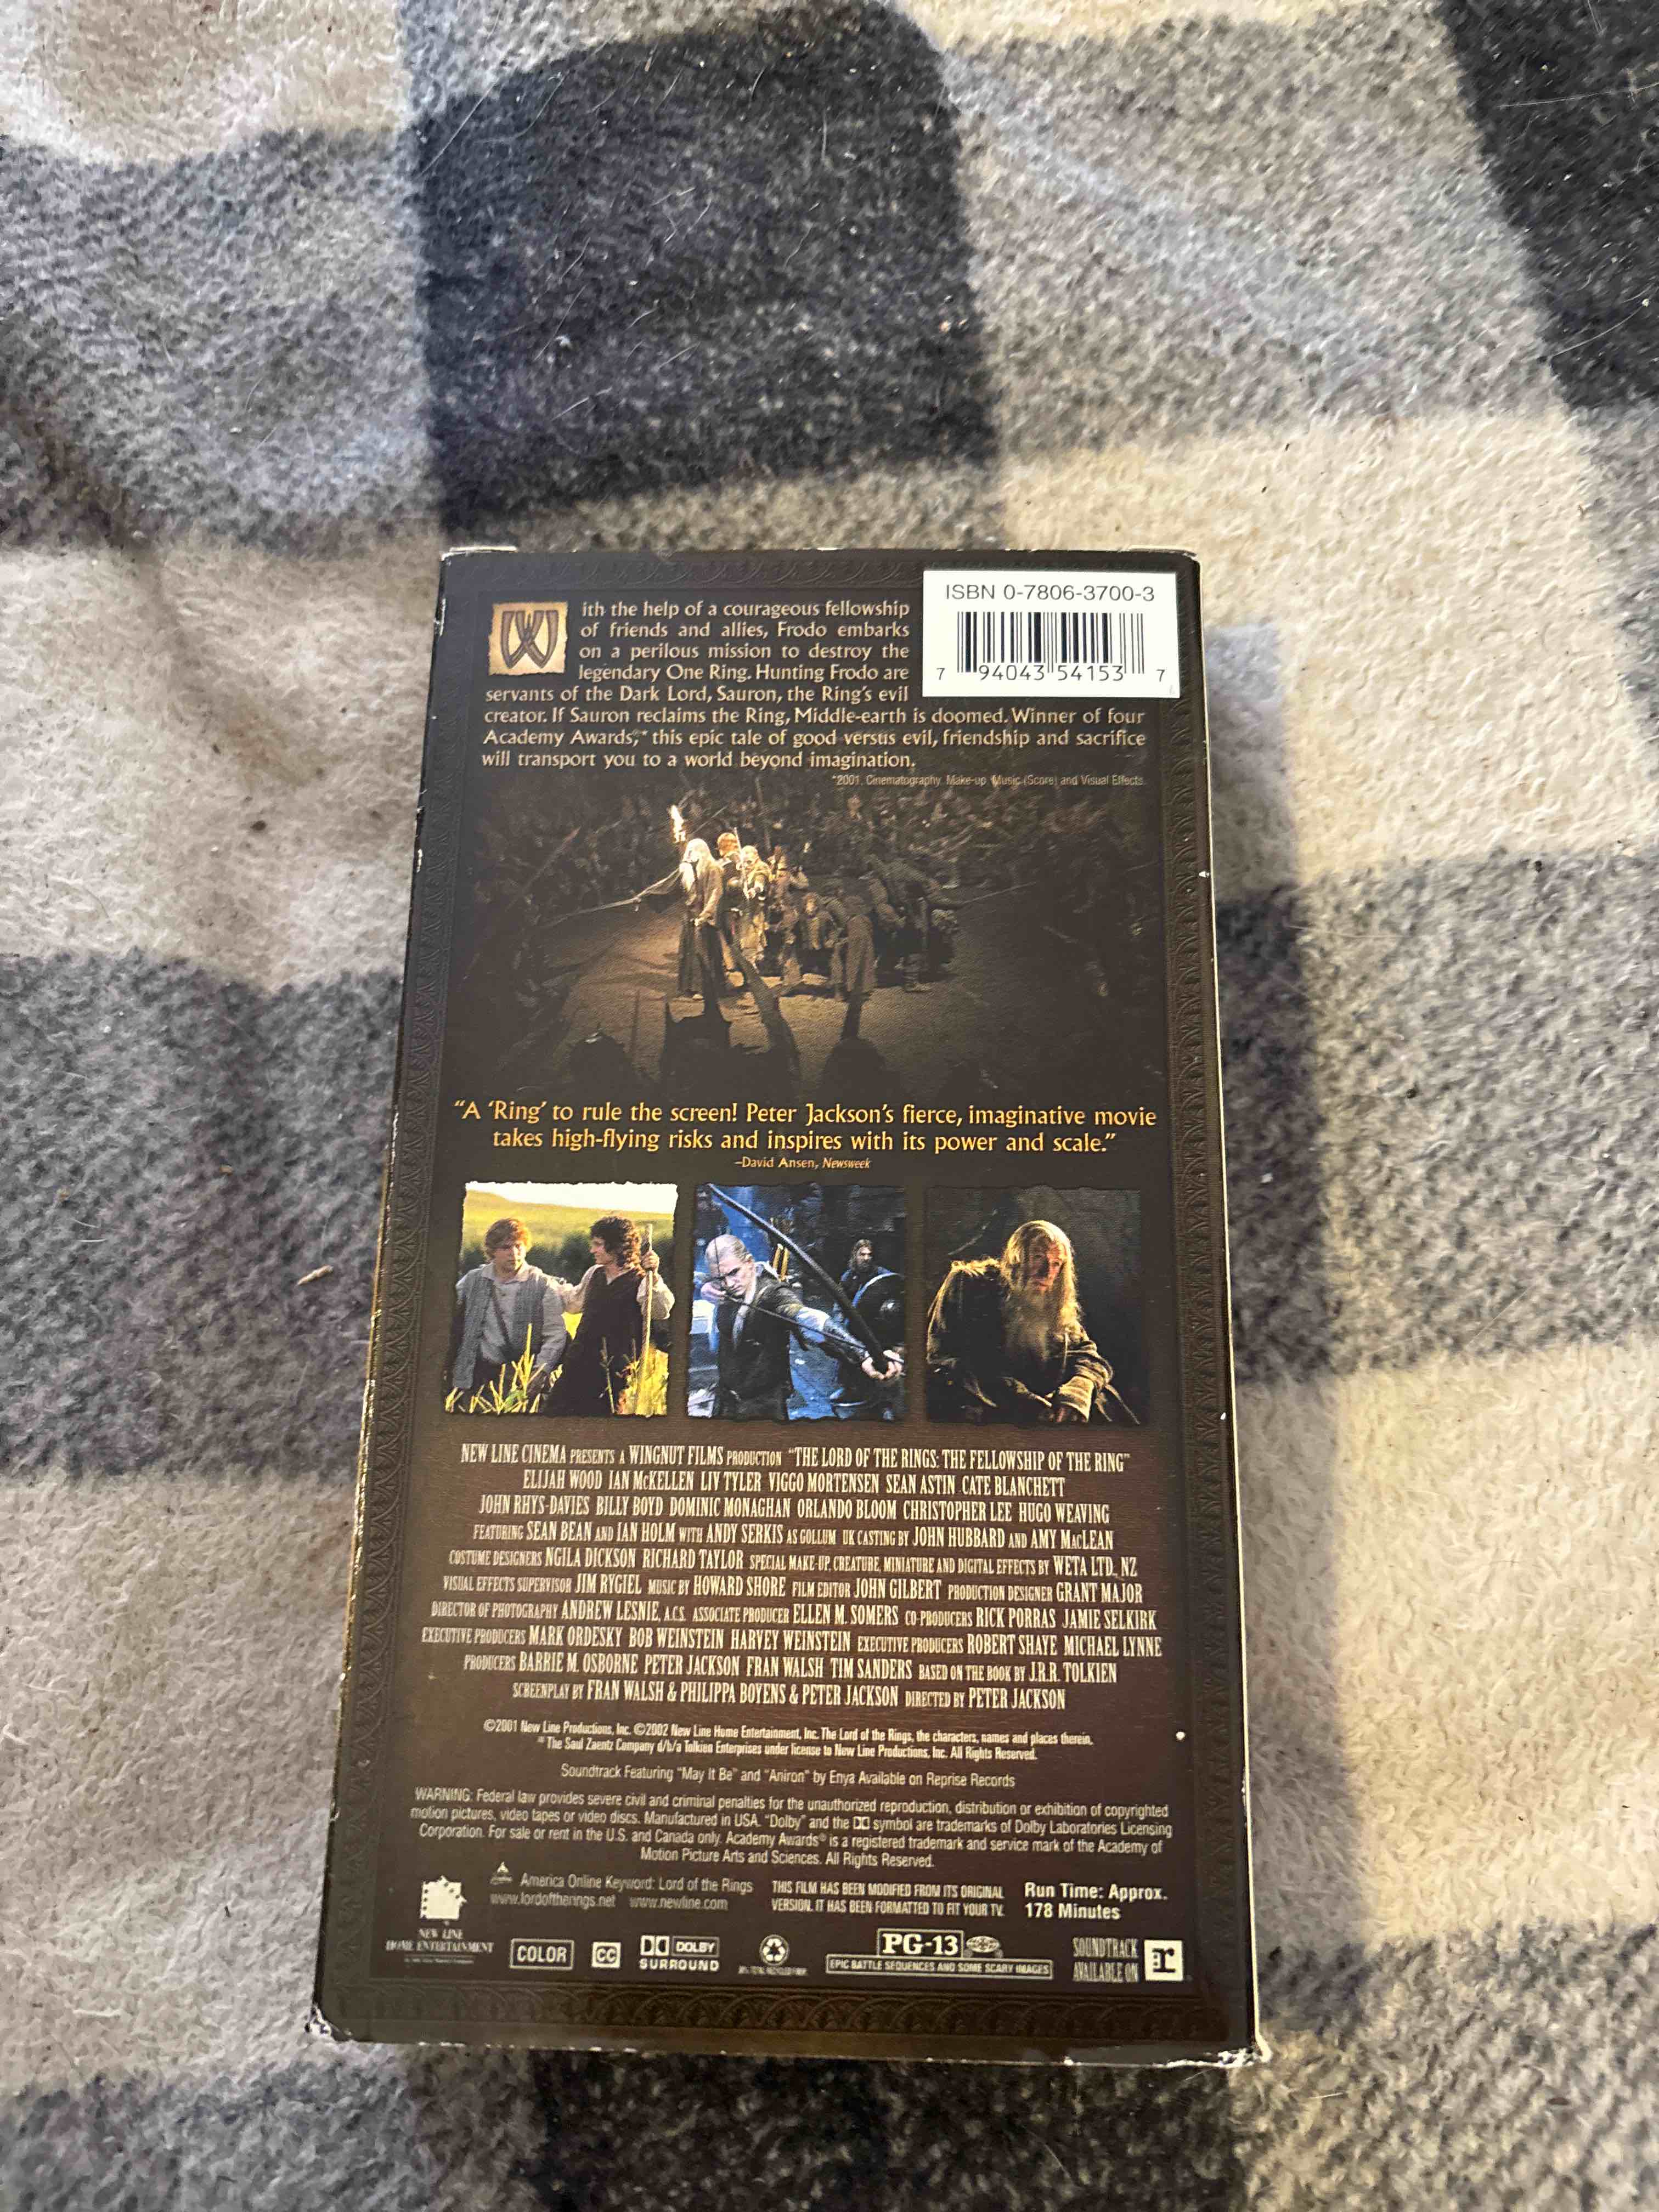 ISBN 0-7806-3700-3
7 94043 54153 7
With the help of a courageous fellowship
of friends and allies, Frodo embarks
on a perilous mission to destroy the
legendary One Ring. Hunting Frodo are
servants of the Dark Lord, Sauron, the Ring's evil
creator. If Sauron reclaims the Ring, Middle-earth is doomed. Winner of four
Academy Awards,* this epic tale of good versus evil, friendship and sacrifice
will transport you to a world beyond imagination.
*2001. Cinematography, Make-up, Music (Score) and Visual Effects.
"A 'Ring' to rule the screen! Peter Jackson's fierce, imaginative movie
takes high-flying risks and inspires with its power and scale."
–David Ansen, Newsweek
NEW LINE CINEMA PRESENTS A WINGNUT FILMS PRODUCTION "THE LORD OF THE RINGS: THE FELLOWSHIP OF THE RING"
ELIJAH WOOD IAN McKELLEN LIV TYLER VIGGO MORTENSEN SEAN ASTIN CATE BLANCHETT
JOHN RHYS-DAVIES BILLY BOYD DOMINIC MONAGHAN ORLANDO BLOOM CHRISTOPHER LEE HUGO WEAVING
FEATURING SEAN BEAN AND IAN HOLM WITH ANDY SERKIS AS GOLLUM UK CASTING BY JOHN HUBBARD AND AMY MacLEAN
COSTUME DESIGNERS NGILA DICKSON RICHARD TAYLOR SPECIAL MAKE-UP, CREATURE, MINIATURE AND DIGITAL EFFECTS BY WETA LTD., NZ
VISUAL EFFECTS SUPERVISOR JIM RYGIEL MUSIC BY HOWARD SHORE FILM EDITOR JOHN GILBERT PRODUCTION DESIGNER GRANT MAJOR
DIRECTOR OF PHOTOGRAPHY ANDREW LESNIE, A.C.S. ASSOCIATE PRODUCER ELLEN M. SOMERS CO-PRODUCERS RICK PORRAS JAMIE SELKIRK
EXECUTIVE PRODUCERS MARK ORDESKY BOB WEINSTEIN HARVEY WEINSTEIN EXECUTIVE PRODUCERS ROBERT SHAYE MICHAEL LYNNE
PRODUCERS BARRIE M. OSBORNE PETER JACKSON FRAN WALSH TIM SANDERS BASED ON THE BOOK BY J.R.R. TOLKIEN
SCREENPLAY BY FRAN WALSH & PHILIPPA BOYENS & PETER JACKSON DIRECTED BY PETER JACKSON
©2001 New Line Productions, Inc. ©2002 New Line Home Entertainment, Inc. The Lord of the Rings, the characters, names and places therein,
™ The Saul Zaentz Company d/b/a Tolkien Enterprises under license to New Line Productions, Inc. All Rights Reserved.
Soundtrack Featuring "May It Be" and "Aniron" by Enya Available on Reprise Records
WARNING: Federal law provides severe civil and criminal penalties for the unauthorized reproduction, distribution or exhibition of copyrighted
motion pictures, video tapes or video discs. Manufactured in USA. "Dolby" and the DD symbol are trademarks of Dolby Laboratories Licensing
Corporation. For sale or rent in the U.S. and Canada only. Academy Awards® is a registered trademark and service mark of the Academy of
Motion Picture Arts and Sciences. All Rights Reserved.
America Online Keyword: Lord of the Rings
www.lordoftherings.net www.newline.com
THIS FILM HAS BEEN MODIFIED FROM ITS ORIGINAL
VERSION. IT HAS BEEN FORMATTED TO FIT YOUR TV.
Run Time: Approx.
178 Minutes
NEW LINE
HOME ENTERTAINMENT
COLOR
CC
DOLBY
SURROUND
PG-13
EPIC BATTLE SEQUENCES AND SOME SCARY IMAGES
SOUNDTRACK
AVAILABLE ON
r